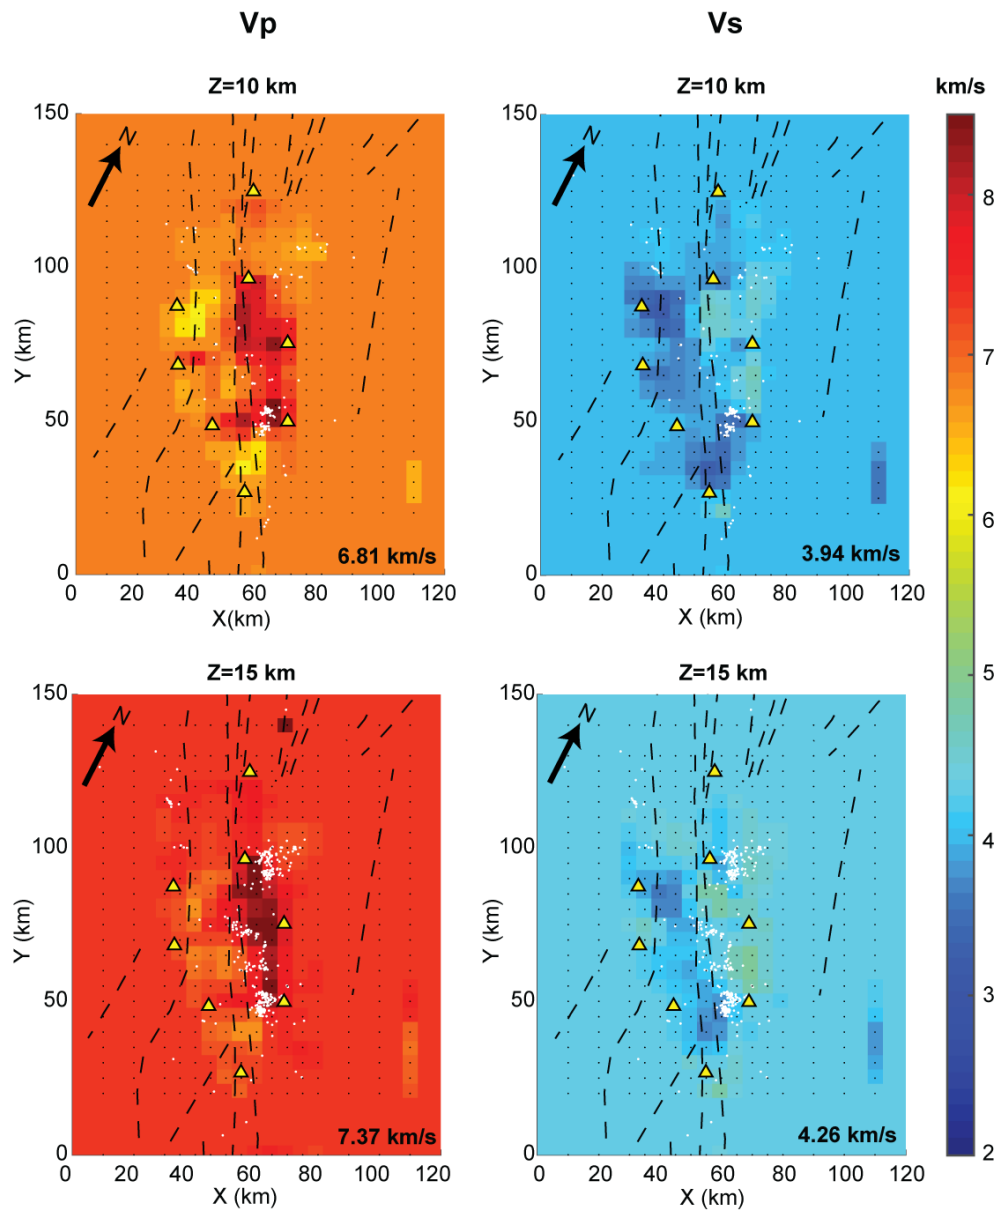 Vp Vs
Z=10 km Z=10 km km/s
150
100
50
0
Y (km)
N
6.81 km/s
0 20 40 60 80 100 120
X(km)
150
100
50
0
Y (km)
N
3.94 km/s
0 20 40 60 80 100 120
X (km)
Z=15 km Z=15 km
150
100
50
0
Y (km)
N
7.37 km/s
0 20 40 60 80 100 120
X (km)
150
100
50
0
Y (km)
N
4.26 km/s
0 20 40 60 80 100 120
X (km)
8
7
6
5
4
3
2